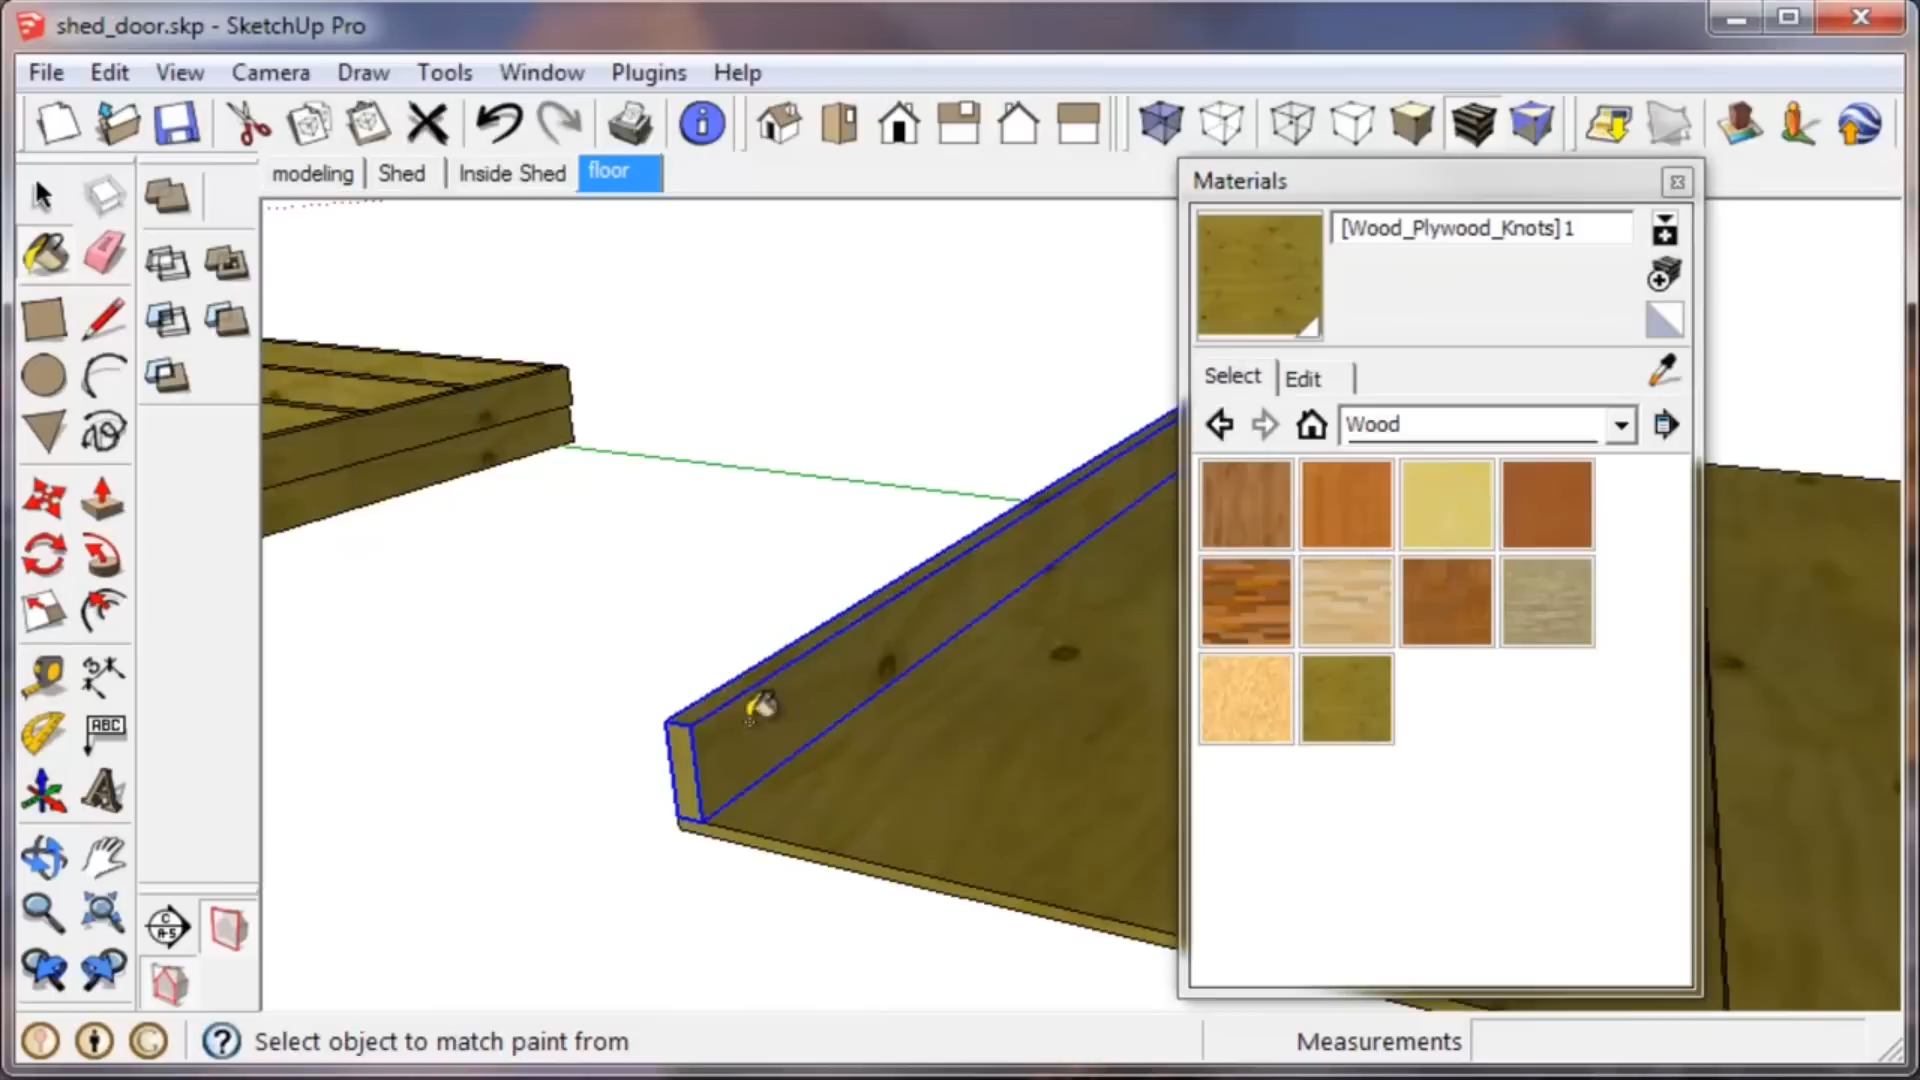 shed_door.skp - SketchUp Pro
File Edit View Camera Draw Tools Window Plugins Help
modeling Shed Inside Shed floor
Materials
[Wood_Plywood_Knots]1
Select Edit
Wood
ABC
C
A-5
Select object to match paint from
Measurements